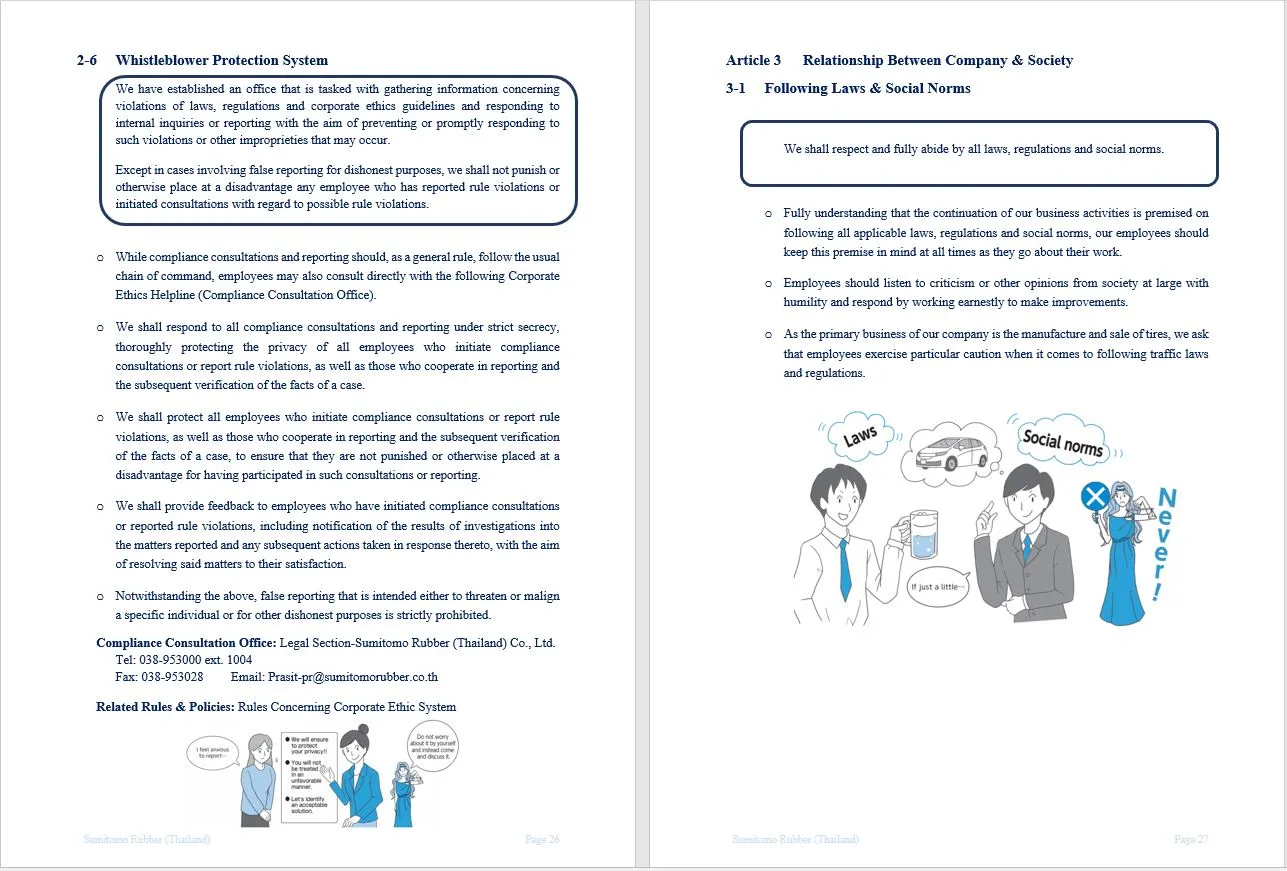 2-6 Whistleblower Protection System
We have established an office that is tasked with gathering information concerning
violations of laws, regulations and corporate ethics guidelines and responding to
internal inquiries or reporting with the aim of preventing or promptly responding to
such violations or other improprieties that may occur.
Except in cases involving false reporting for dishonest purposes, we shall not punish or
otherwise place at a disadvantage any employee who has reported rule violations or
initiated consultations with regard to possible rule violations.
o While compliance consultations and reporting should, as a general rule, follow the usual
chain of command, employees may also consult directly with the following Corporate
Ethics Helpline (Compliance Consultation Office).
o We shall respond to all compliance consultations and reporting under strict secrecy,
thoroughly protecting the privacy of all employees who initiate compliance
consultations or report rule violations, as well as those who cooperate in reporting and
the subsequent verification of the facts of a case.
o We shall protect all employees who initiate compliance consultations or report rule
violations, as well as those who cooperate in reporting and the subsequent verification
of the facts of a case, to ensure that they are not punished or otherwise placed at a
disadvantage for having participated in such consultations or reporting.
o We shall provide feedback to employees who have initiated compliance consultations
or reported rule violations, including notification of the results of investigations into
the matters reported and any subsequent actions taken in response thereto, with the aim
of resolving said matters to their satisfaction.
o Notwithstanding the above, false reporting that is intended either to threaten or malign
a specific individual or for other dishonest purposes is strictly prohibited.
Compliance Consultation Office: Legal Section-Sumitomo Rubber (Thailand) Co., Ltd.
Tel: 038-953000 ext. 1004
Fax: 038-953028 Email: Prasit-pr@sumitomorubber.co.th
Related Rules & Policies: Rules Concerning Corporate Ethic System
I feel anxious
to report···
● We will ensure
to protect
your privacy!!
● You will not
be treated
in an
unfavorable
manner.
● Let's identify
an acceptable
solution.
Do not worry
about it by yourself
and instead come
and discuss it.
Sumitomo Rubber (Thailand) Page 26
Article 3 Relationship Between Company & Society
3-1 Following Laws & Social Norms
We shall respect and fully abide by all laws, regulations and social norms.
o Fully understanding that the continuation of our business activities is premised on
following all applicable laws, regulations and social norms, our employees should
keep this premise in mind at all times as they go about their work.
o Employees should listen to criticism or other opinions from society at large with
humility and respond by working earnestly to make improvements.
o As the primary business of our company is the manufacture and sale of tires, we ask
that employees exercise particular caution when it comes to following traffic laws
and regulations.
Laws
Social norms
If just a little···
Never!
Sumitomo Rubber (Thailand) Page 27